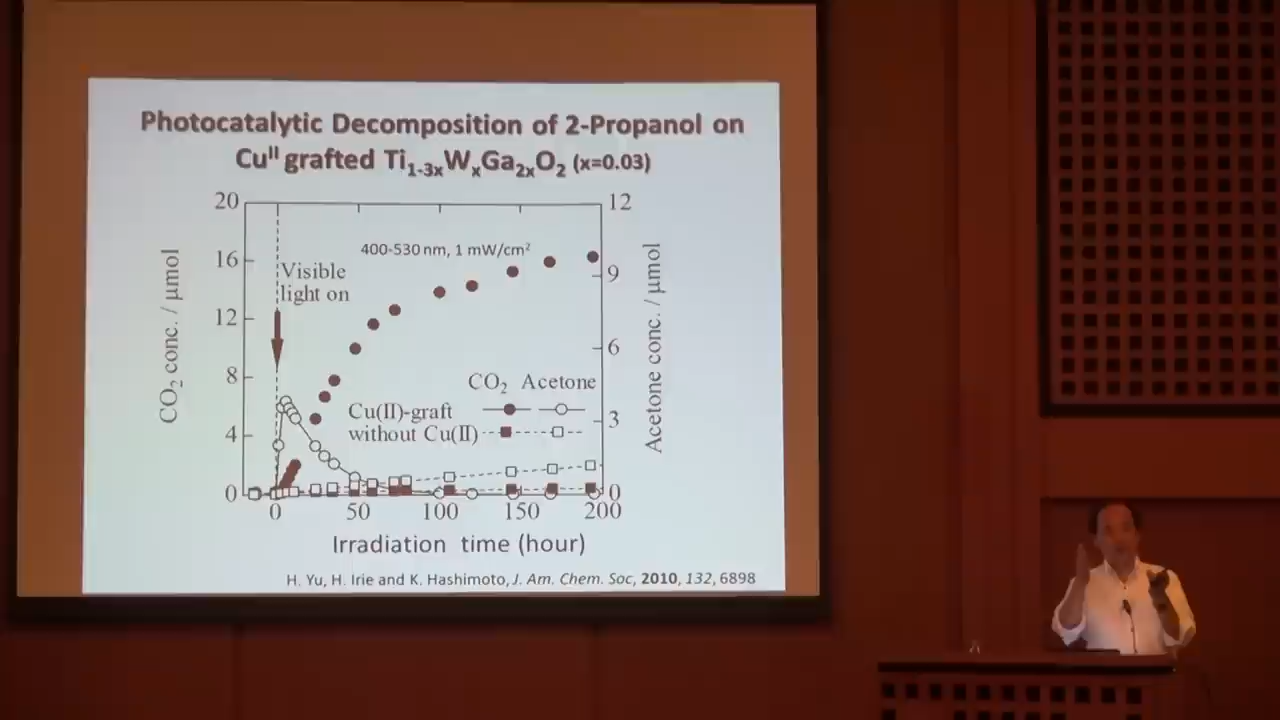 Photocatalytic Decomposition of 2-Propanol on
Cuᴵᴵ grafted Ti₁₋₃ₓWₓGa₂ₓO₂ (x=0.03)
20
12
400-530 nm, 1 mW/cm²
16
Visible
9
light on
12
6
CO₂ conc. / μmol
Acetone conc. / μmol
8
CO₂ Acetone
Cu(II)-graft
3
4
without Cu(II)
0
0
0 50 100 150 200
Irradiation time (hour)
H. Yu, H. Irie and K. Hashimoto, J. Am. Chem. Soc, 2010, 132, 6898